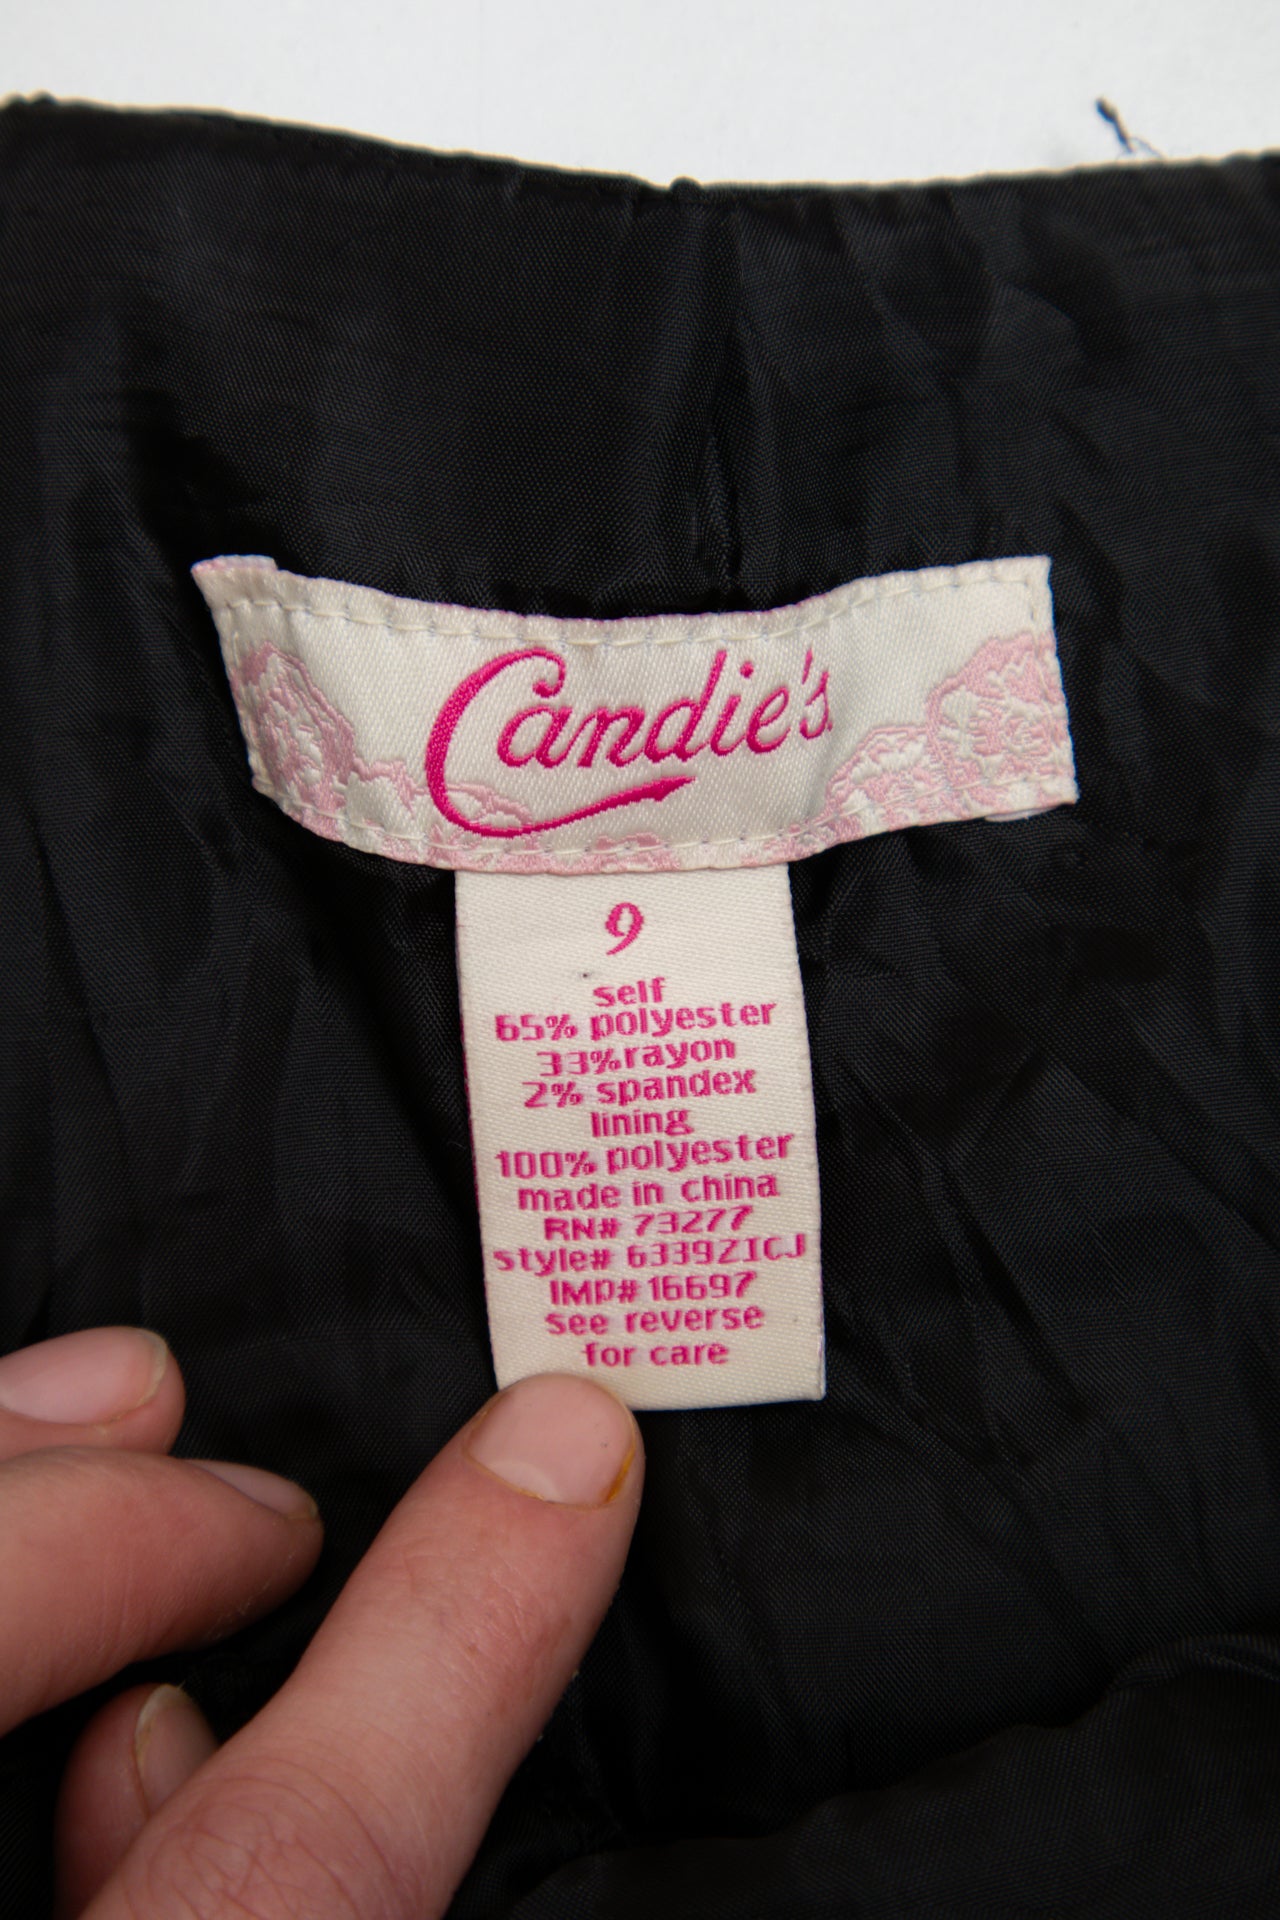 Candie's.
9
self
65% polyester
33% rayon
2% spandex
lining
100% polyester
made in china
RN# 73277
style# 6339ZICJ
IMP# 16697
see reverse
for care